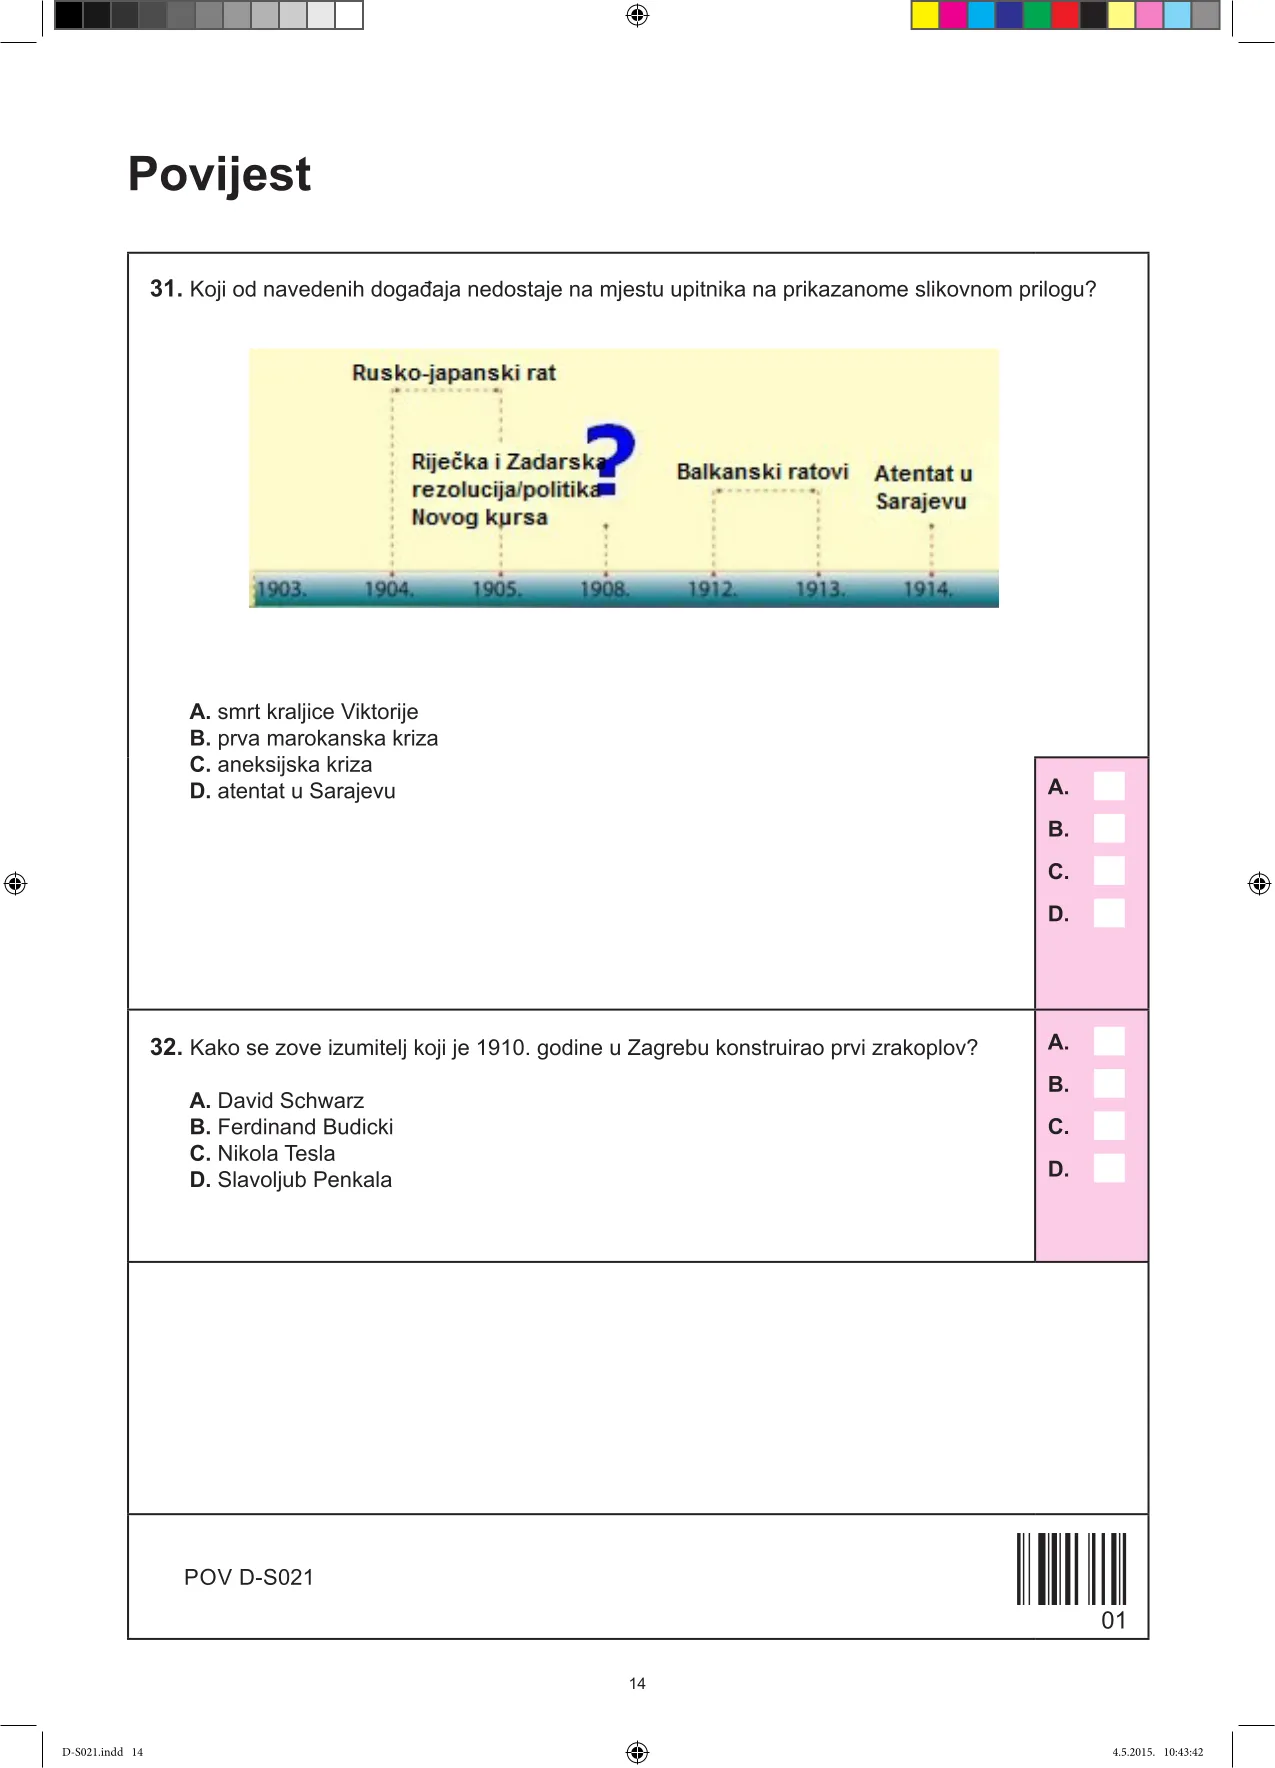 Povijest
31. Koji od navedenih događaja nedostaje na mjestu upitnika na prikazanome slikovnom prilogu?
Rusko-japanski rat
?
Riječka i Zadarska
rezolucija/politika
Novog kursa
Balkanski ratovi
Atentat u
Sarajevu
1903. 1904. 1905. 1908. 1912. 1913. 1914.
A. smrt kraljice Viktorije
B. prva marokanska kriza
C. aneksijska kriza
D. atentat u Sarajevu
A.
B.
C.
D.
32. Kako se zove izumitelj koji je 1910. godine u Zagrebu konstruirao prvi zrakoplov?
A. David Schwarz
B. Ferdinand Budicki
C. Nikola Tesla
D. Slavoljub Penkala
A.
B.
C.
D.
POV D-S021
01
14
D-S021.indd 14
4.5.2015. 10:43:42